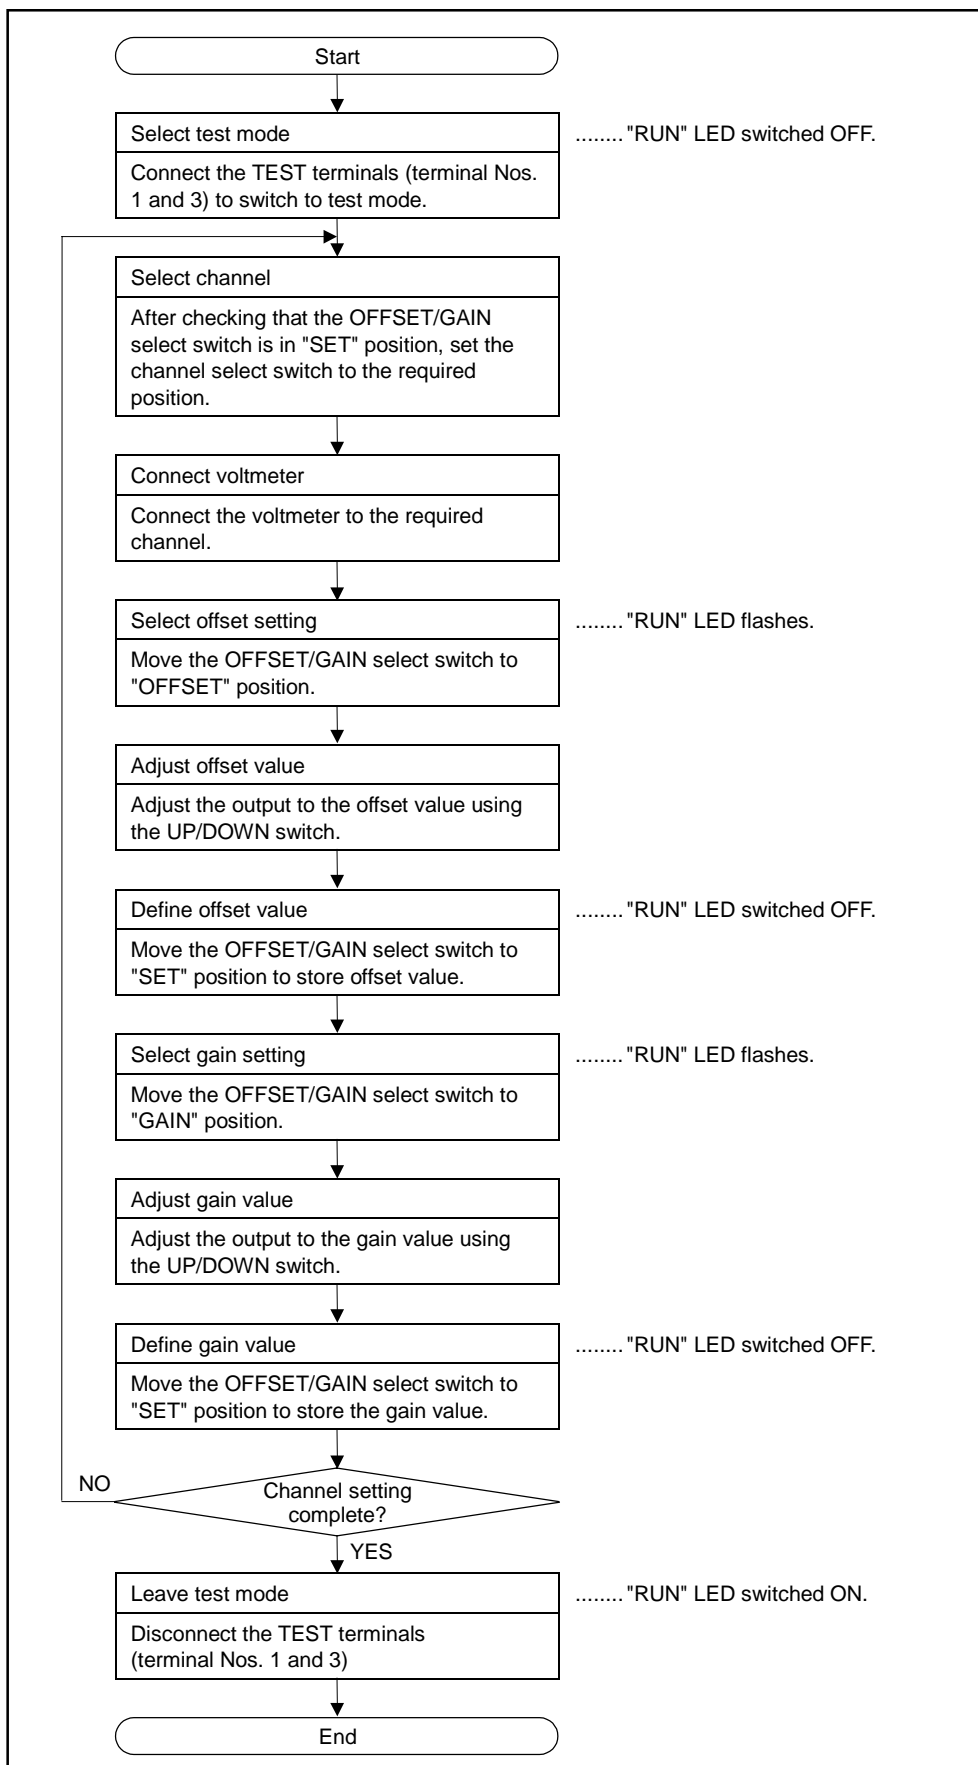 Start
Select test mode ........"RUN" LED switched OFF.
Connect the TEST terminals (terminal Nos.
1 and 3) to switch to test mode.
Select channel
After checking that the OFFSET/GAIN
select switch is in "SET" position, set the
channel select switch to the required
position.
Connect voltmeter
Connect the voltmeter to the required
channel.
Select offset setting ........"RUN" LED flashes.
Move the OFFSET/GAIN select switch to
"OFFSET" position.
Adjust offset value
Adjust the output to the offset value using
the UP/DOWN switch.
Define offset value ........"RUN" LED switched OFF.
Move the OFFSET/GAIN select switch to
"SET" position to store offset value.
Select gain setting ........"RUN" LED flashes.
Move the OFFSET/GAIN select switch to
"GAIN" position.
Adjust gain value
Adjust the output to the gain value using
the UP/DOWN switch.
Define gain value ........"RUN" LED switched OFF.
Move the OFFSET/GAIN select switch to
"SET" position to store the gain value.
NO
Channel setting
complete?
YES
Leave test mode ........"RUN" LED switched ON.
Disconnect the TEST terminals
(terminal Nos. 1 and 3)
End